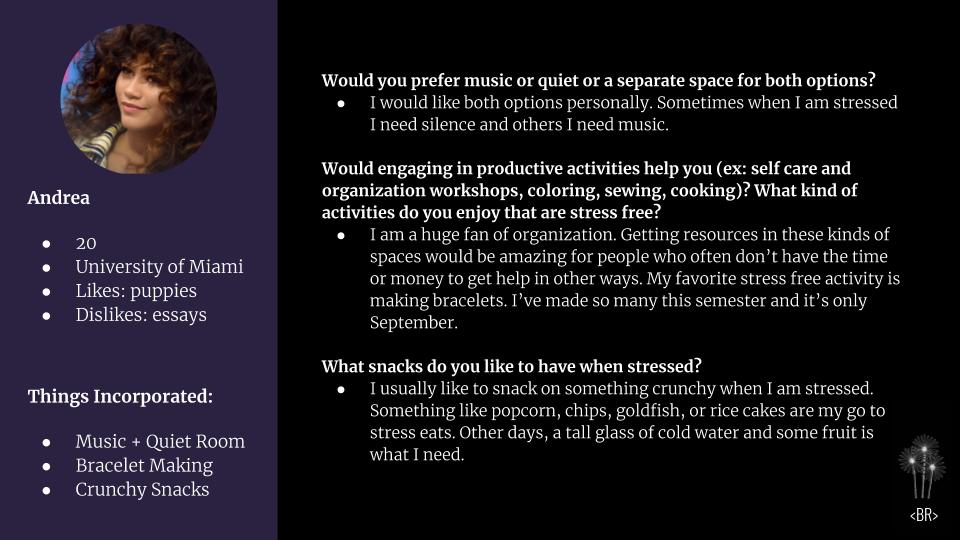 Andrea
● 20
● University of Miami
● Likes: puppies
● Dislikes: essays
Things Incorporated:
● Music + Quiet Room
● Bracelet Making
● Crunchy Snacks
Would you prefer music or quiet or a separate space for both options?
● I would like both options personally. Sometimes when I am stressed
I need silence and others I need music.
Would engaging in productive activities help you (ex: self care and
organization workshops, coloring, sewing, cooking)? What kind of
activities do you enjoy that are stress free?
● I am a huge fan of organization. Getting resources in these kinds of
spaces would be amazing for people who often don’t have the time
or money to get help in other ways. My favorite stress free activity is
making bracelets. I’ve made so many this semester and it’s only
September.
What snacks do you like to have when stressed?
● I usually like to snack on something crunchy when I am stressed.
Something like popcorn, chips, goldfish, or rice cakes are my go to
stress eats. Other days, a tall glass of cold water and some fruit is
what I need.
<BR>